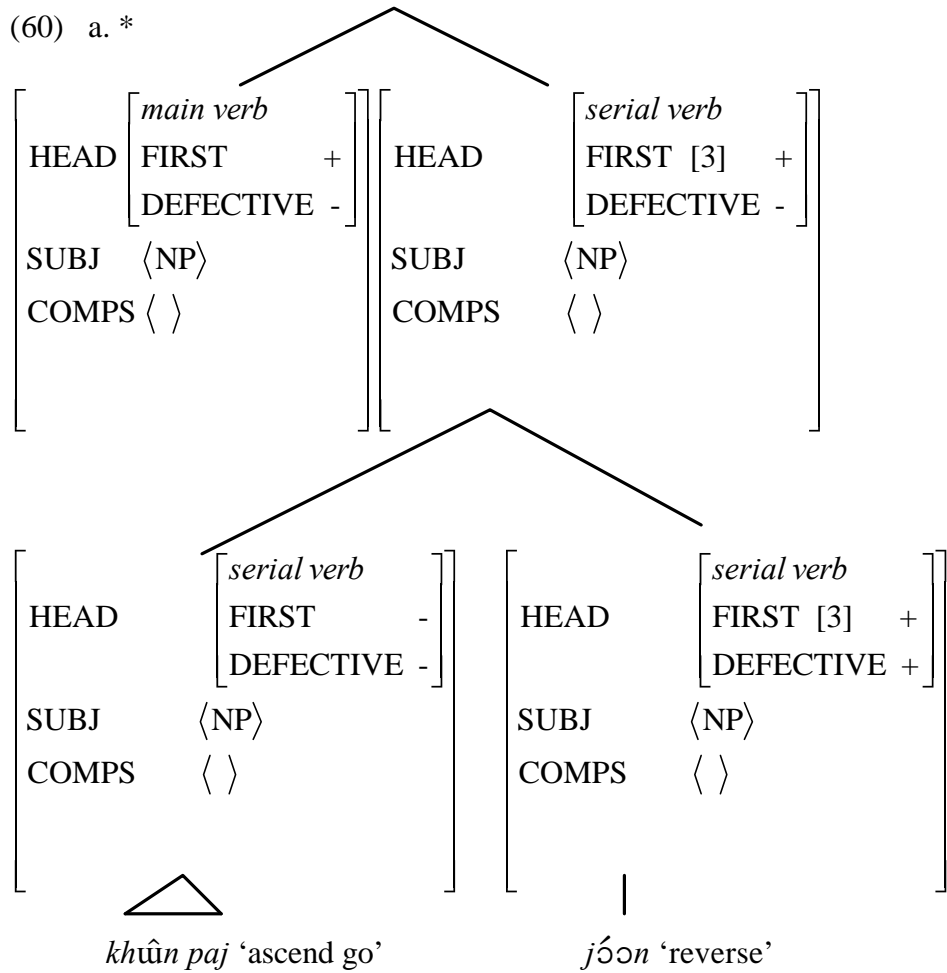 (60) a. *
main verb serial verb
HEAD FIRST + HEAD FIRST [3] +
DEFECTIVE - DEFECTIVE -
SUBJ ⟨NP⟩ SUBJ ⟨NP⟩
COMPS ⟨ ⟩ COMPS ⟨ ⟩
serial verb serial verb
HEAD FIRST - HEAD FIRST [3] +
DEFECTIVE - DEFECTIVE +
SUBJ ⟨NP⟩ SUBJ ⟨NP⟩
COMPS ⟨ ⟩ COMPS ⟨ ⟩
khɯ̂n paj ‘ascend go’ jɔ́ɔn ‘reverse’